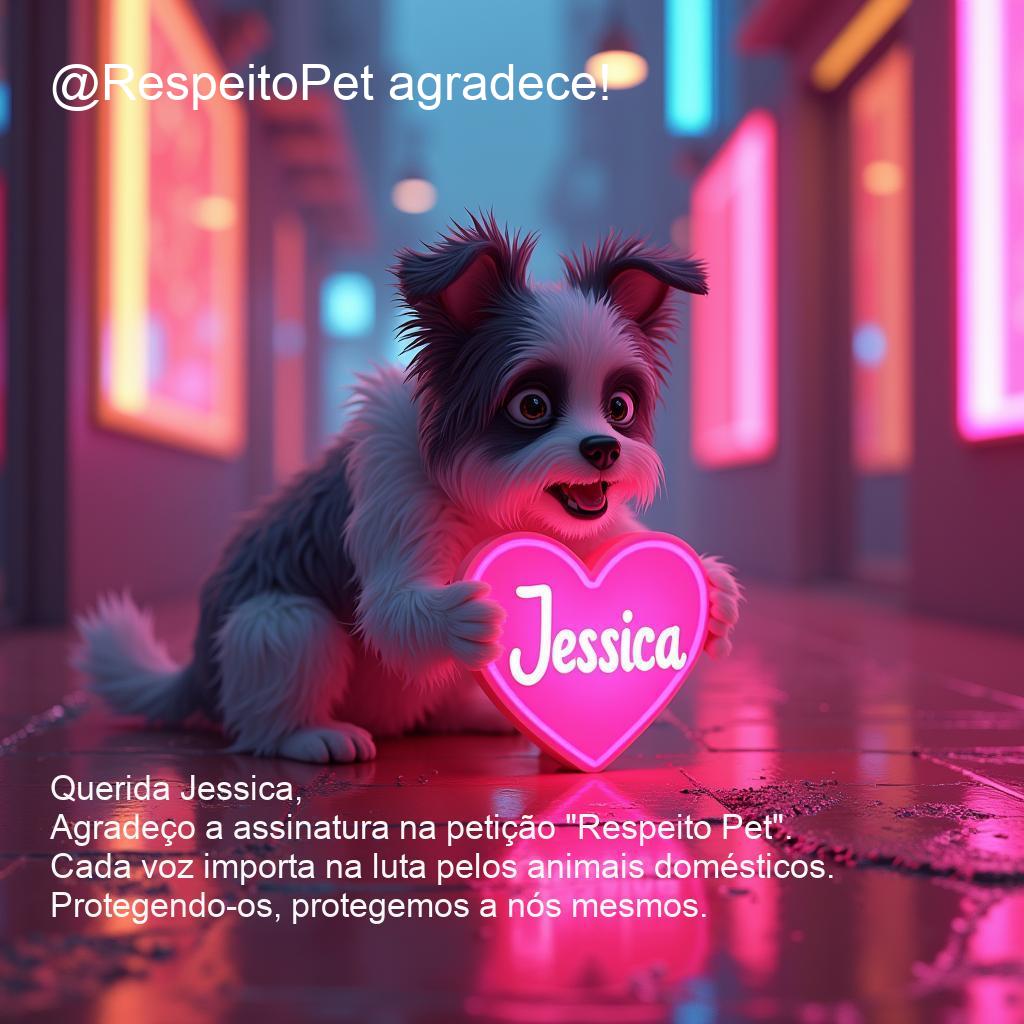 @RespeitoPet agradece!
Jessica
Querida Jessica,
Agradeço a assinatura na petição "Respeito Pet".
Cada voz importa na luta pelos animais domésticos.
Protegendo-os, protegemos a nós mesmos.